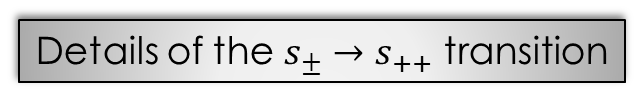 Details of the s± → s++ transition